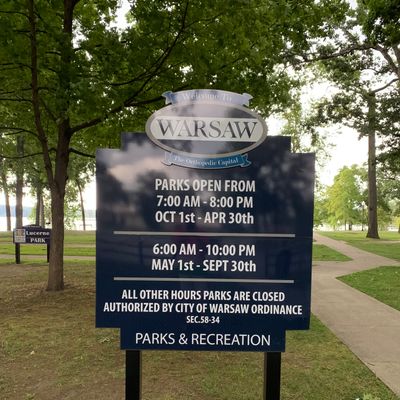 Welcome To
WARSAW
The Orthopedic Capital
PARKS OPEN FROM
7:00 AM - 8:00 PM
OCT 1st - APR 30th
6:00 AM - 10:00 PM
MAY 1st - SEPT 30th
ALL OTHER HOURS PARKS ARE CLOSED
AUTHORIZED BY CITY OF WARSAW ORDINANCE
SEC.58-34
PARKS & RECREATION
Lucerne
PARK